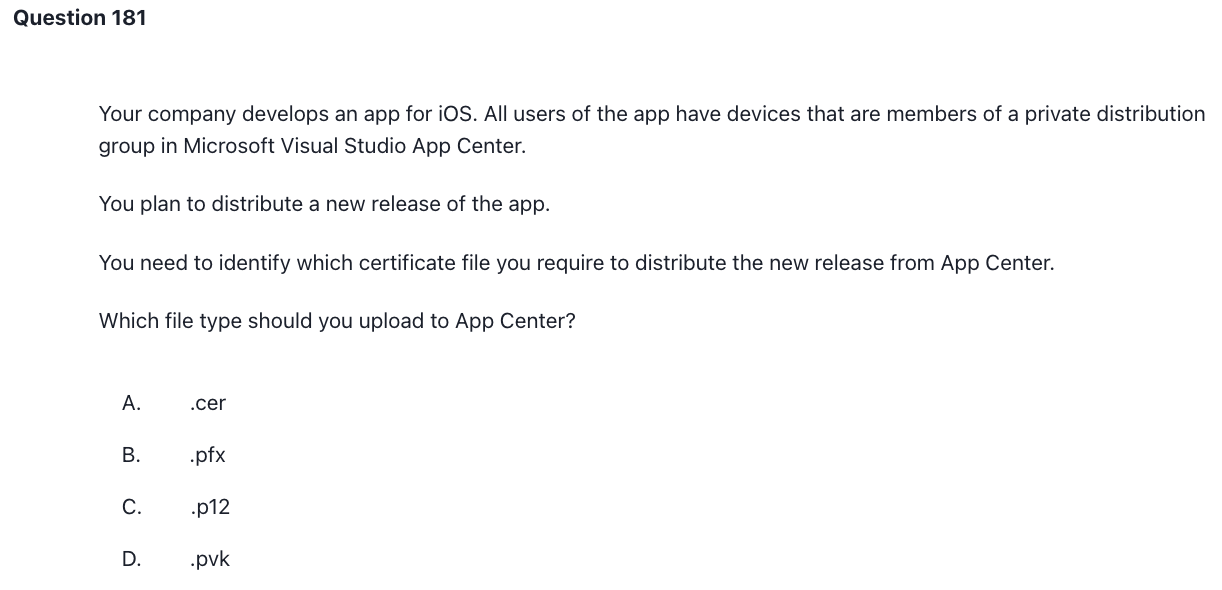 Question 181
Your company develops an app for iOS. All users of the app have devices that are members of a private distribution
group in Microsoft Visual Studio App Center.
You plan to distribute a new release of the app.
You need to identify which certificate file you require to distribute the new release from App Center.
Which file type should you upload to App Center?
A. .cer
B. .pfx
C. .p12
D. .pvk